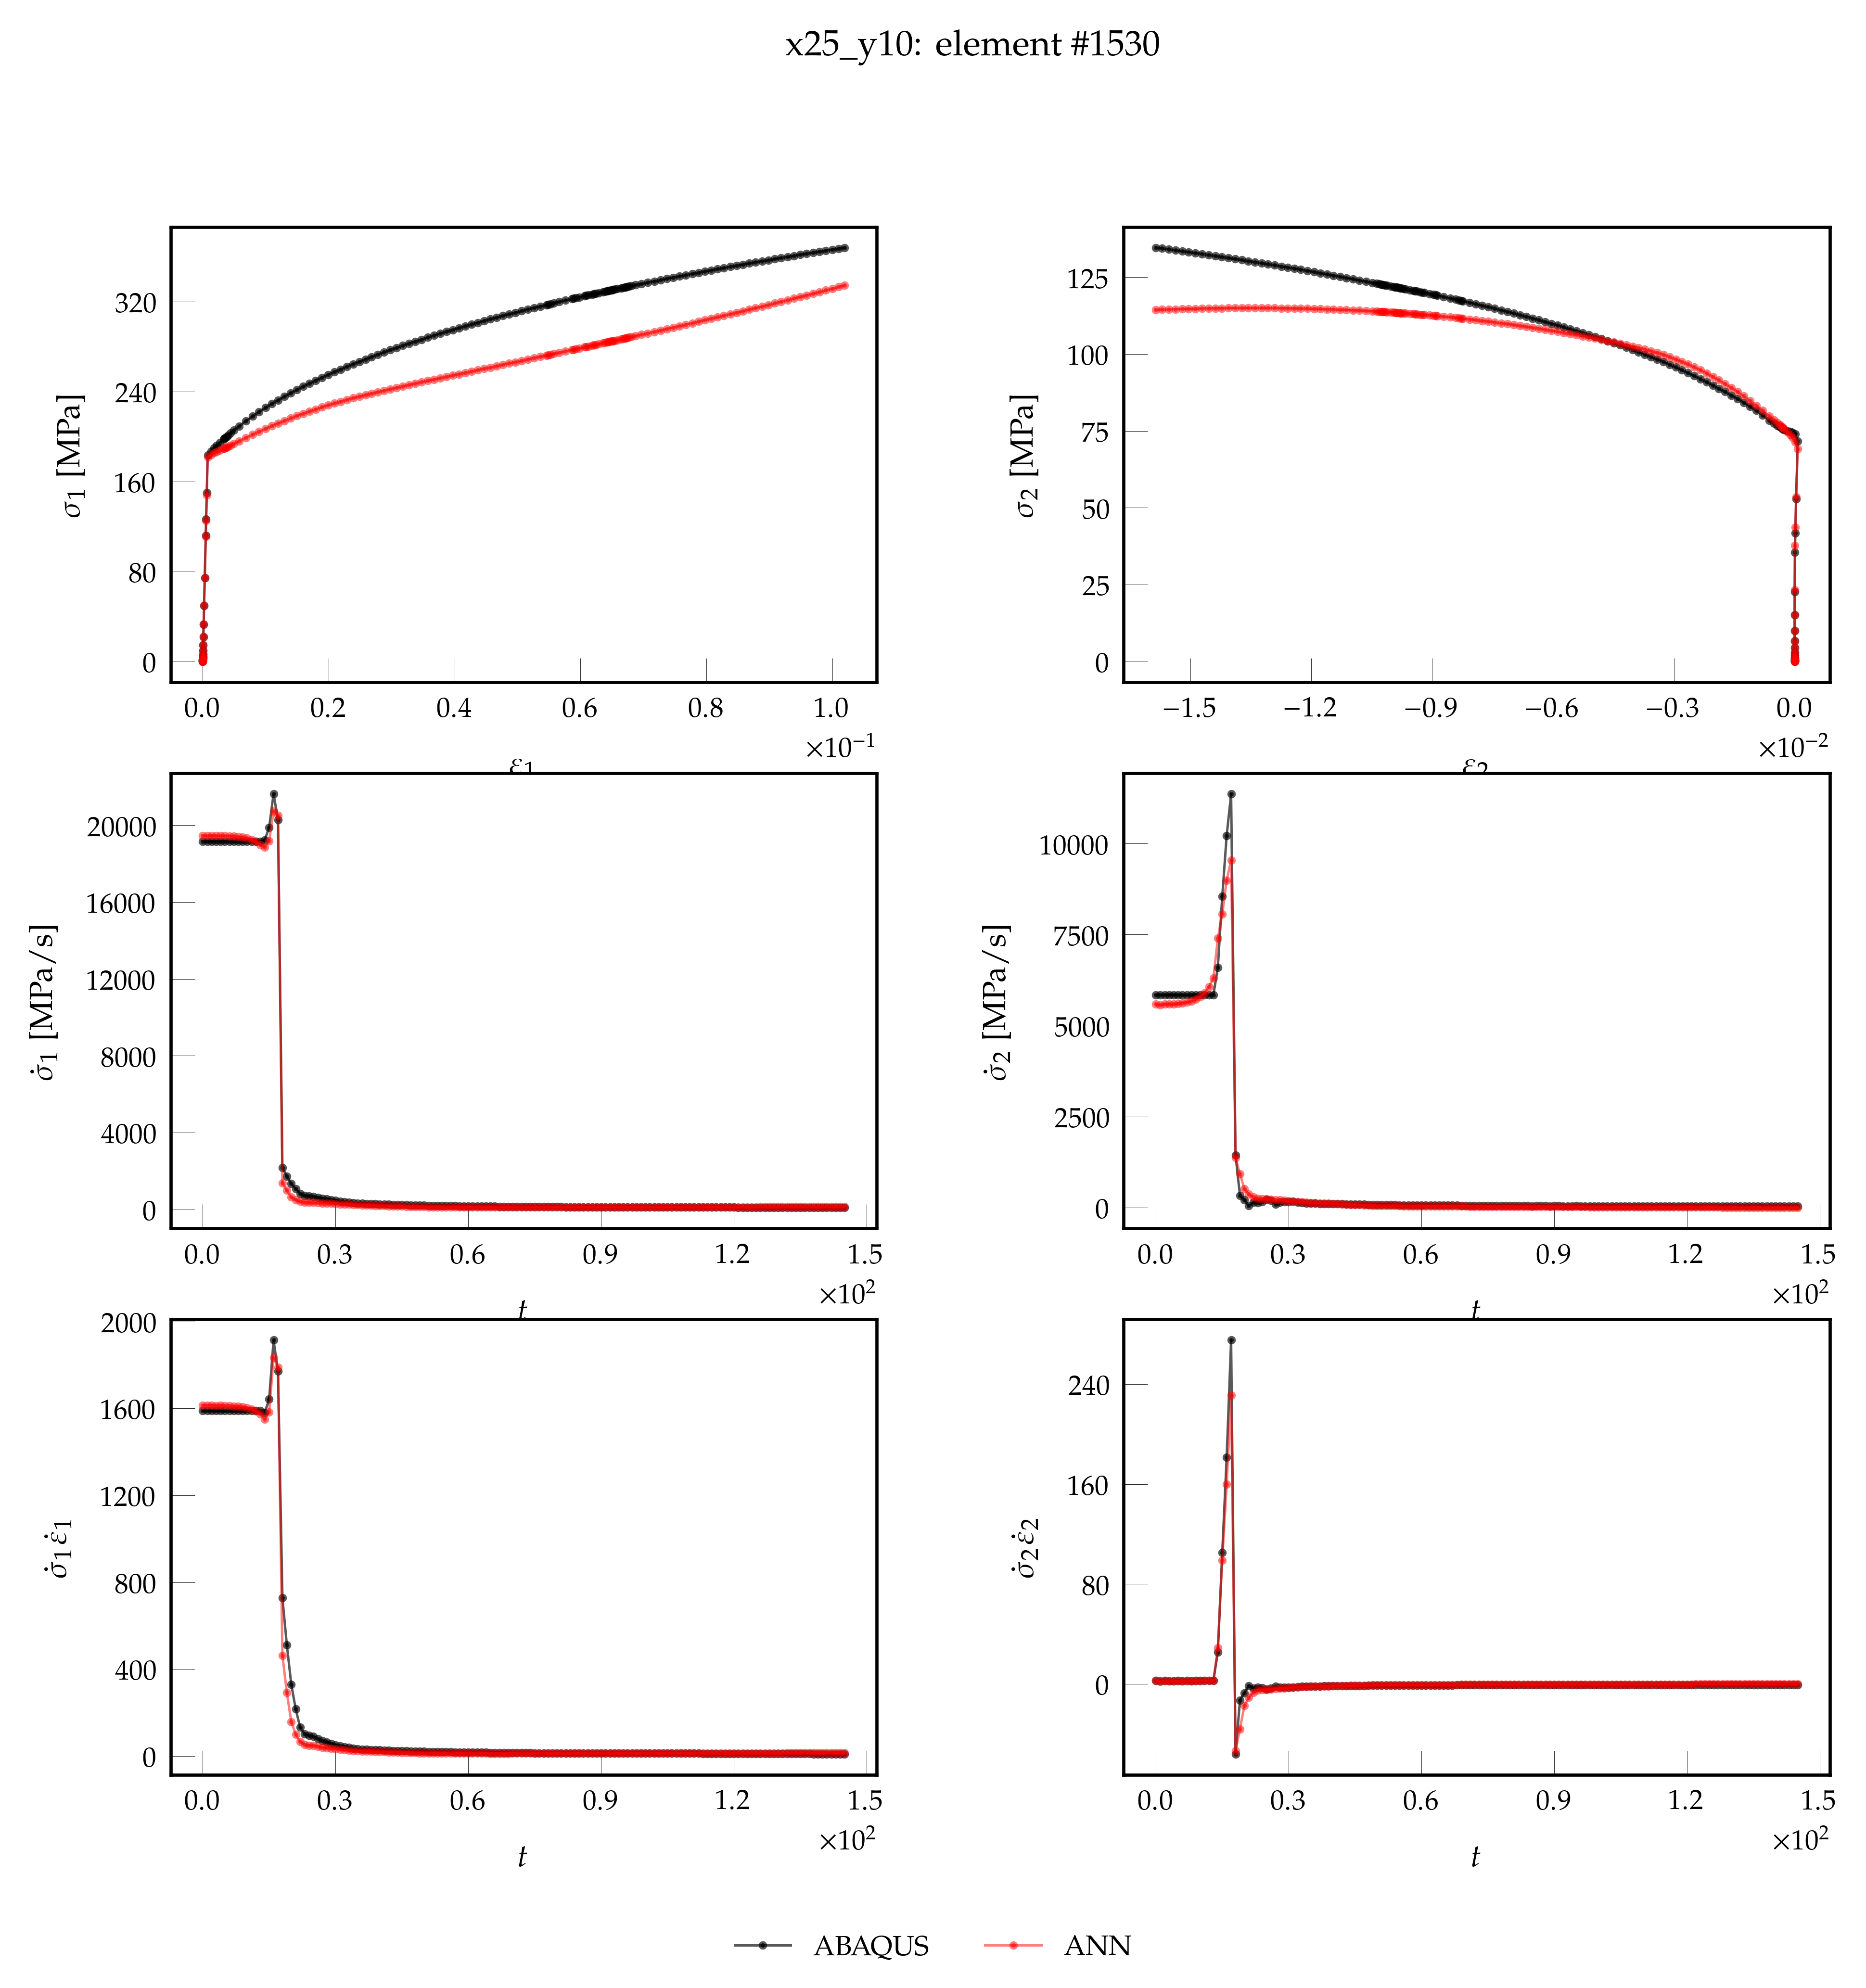 x25_y10: element #1530
σ₁ [MPa]
320
240
160
80
0
0.0 0.2 0.4 0.6 0.8 1.0
×10⁻¹
ε₁
σ₂ [MPa]
125
100
75
50
25
0
−1.5 −1.2 −0.9 −0.6 −0.3 0.0
×10⁻²
ε₂
σ̇₁ [MPa/s]
20000
16000
12000
8000
4000
0
0.0 0.3 0.6 0.9 1.2 1.5
×10²
t
σ̇₂ [MPa/s]
10000
7500
5000
2500
0
0.0 0.3 0.6 0.9 1.2 1.5
×10²
t
σ̇₁ε̇₁
2000
1600
1200
800
400
0
0.0 0.3 0.6 0.9 1.2 1.5
×10²
t
σ̇₂ε̇₂
240
160
80
0
0.0 0.3 0.6 0.9 1.2 1.5
×10²
t
ABAQUS ANN